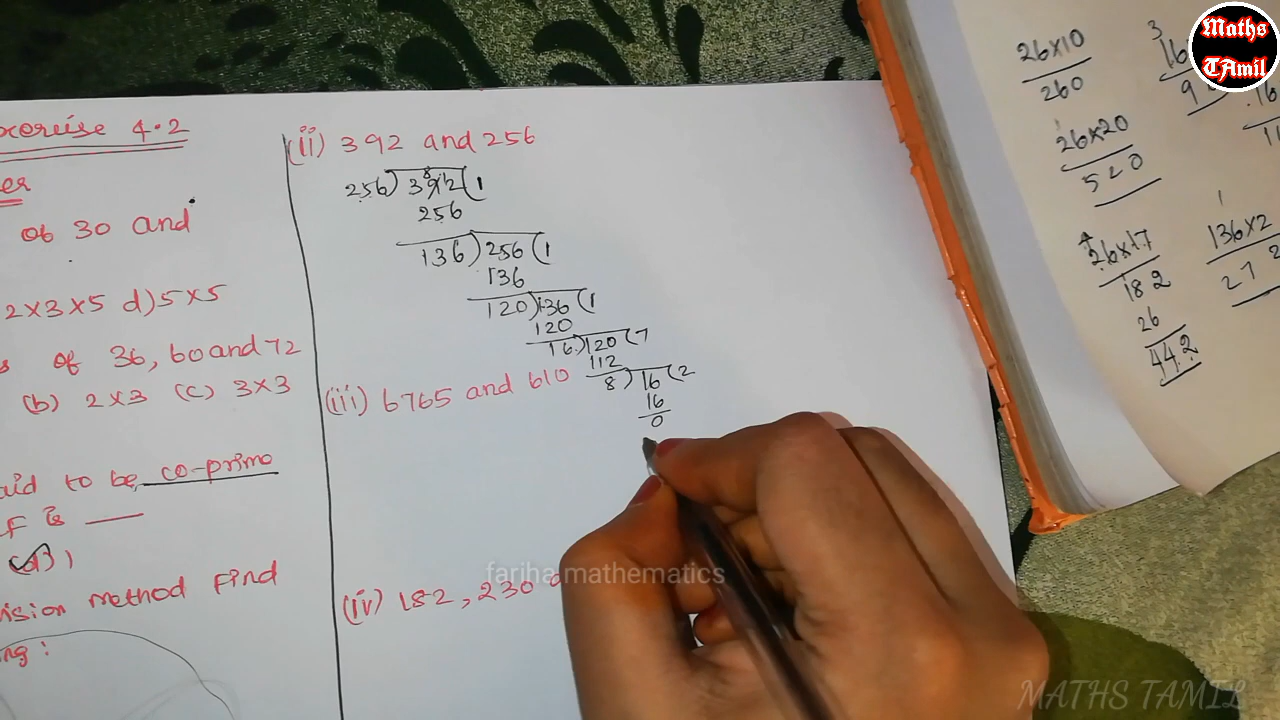 xercise 4.2
er
of 30 and
2×3×5 d)5×5
s of 36, 60 and 72
(b) 2×3 (c) 3×3
aid to be co-prime
F is
vision method Find
ng:
(ii) 392 and 256
256) 392 (1
256
136) 256 (1
136
120) 136 (1
120
16) 120 (7
112
8) 16 (2
16
0
(iii) 6765 and 610
(iv) 182, 230
26×10
260
26×20
520
26×17
182
26
442
136×2
27
Maths
TAmil
fariha mathematics
MATHS TAMIL